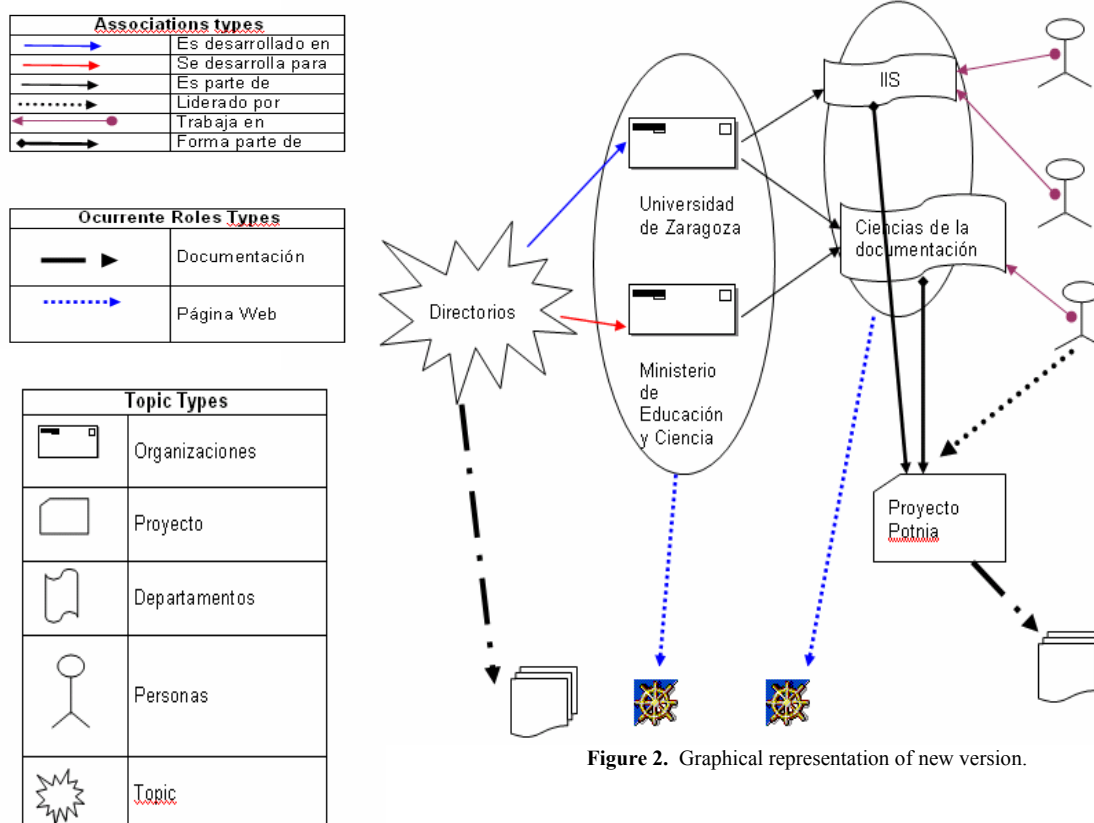 Associations types
Es desarrollado en
Se desarrolla para
Es parte de
Liderado por
Trabaja en
Forma parte de
Ocurrente Roles Types
Documentación
Página Web
Topic Types
Organizaciones
Proyecto
Departamentos
Personas
Topic
Directorios
Universidad
de Zaragoza
Ministerio
de
Educación
y Ciencia
IIS
Ciencias de la
documentación
Proyecto
Potnia
Figure 2. Graphical representation of new version.